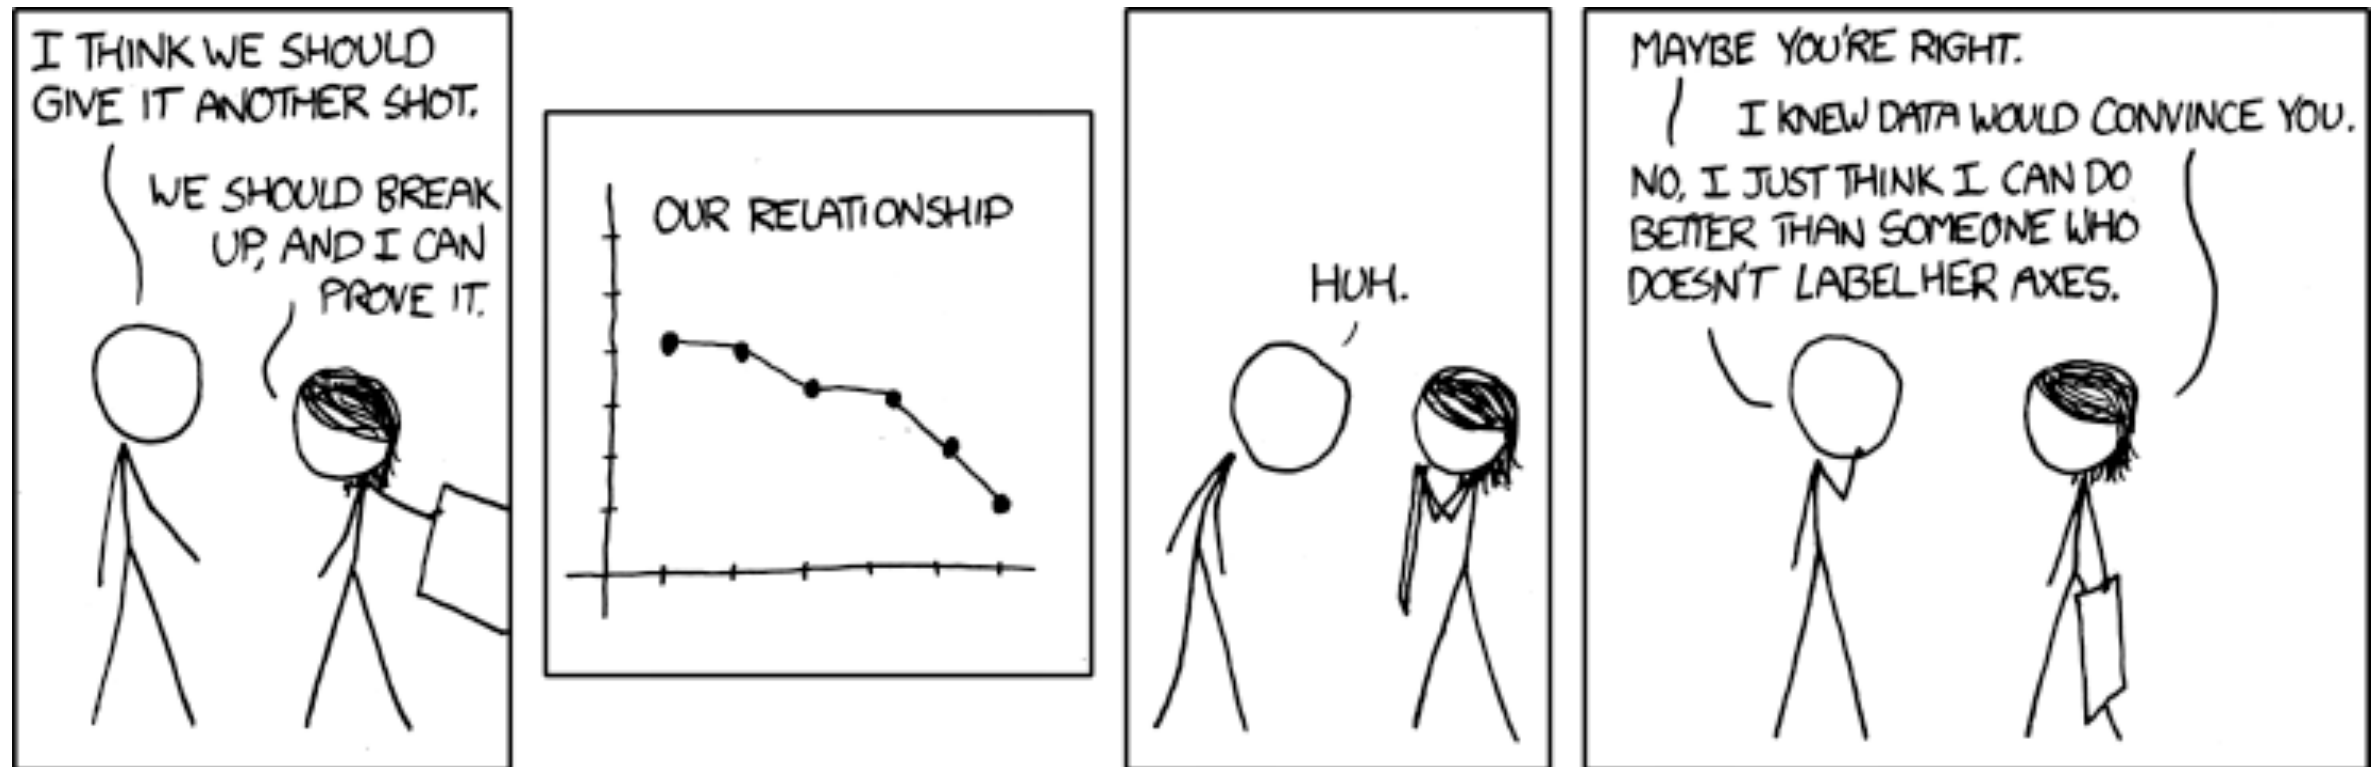 I THINK WE SHOULD
GIVE IT ANOTHER SHOT.
WE SHOULD BREAK
UP, AND I CAN
PROVE IT.
OUR RELATIONSHIP
HUH.
MAYBE YOU'RE RIGHT.
I KNEW DATA WOULD CONVINCE YOU.
NO, I JUST THINK I CAN DO
BETTER THAN SOMEONE WHO
DOESN'T LABEL HER AXES.